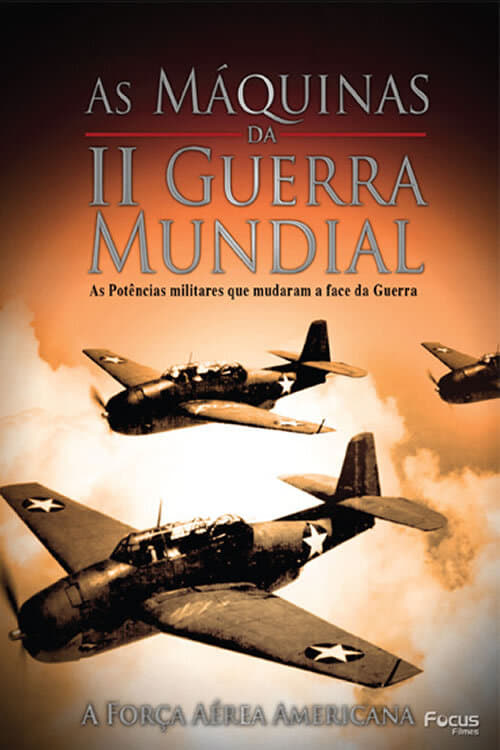 As Máquinas
da
II Guerra
Mundial
As Potências militares que mudaram a face da Guerra
A Força Aérea Americana
Focus
Filmes